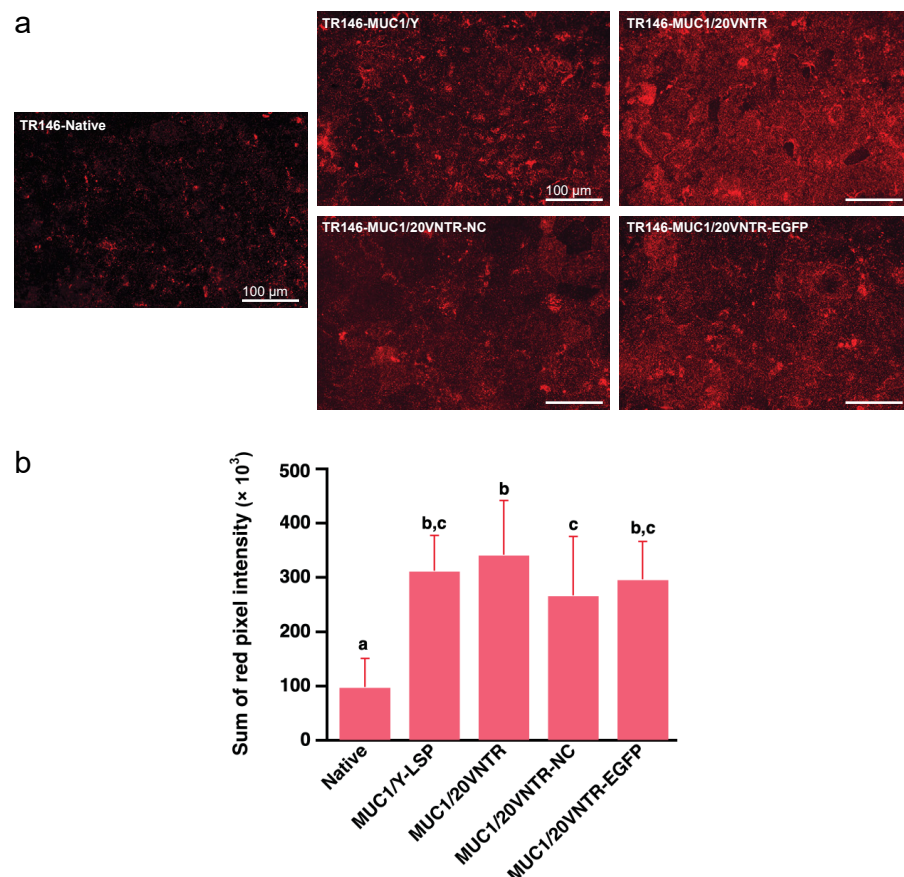 a
TR146-Native
100 µm
TR146-MUC1/Y
100 µm
TR146-MUC1/20VNTR
TR146-MUC1/20VNTR-NC
TR146-MUC1/20VNTR-EGFP
b
Sum of red pixel intensity (× 10³)
500
400
300
200
100
0
a
b,c
b
c
b,c
Native
MUC1/Y-LSP
MUC1/20VNTR
MUC1/20VNTR-NC
MUC1/20VNTR-EGFP